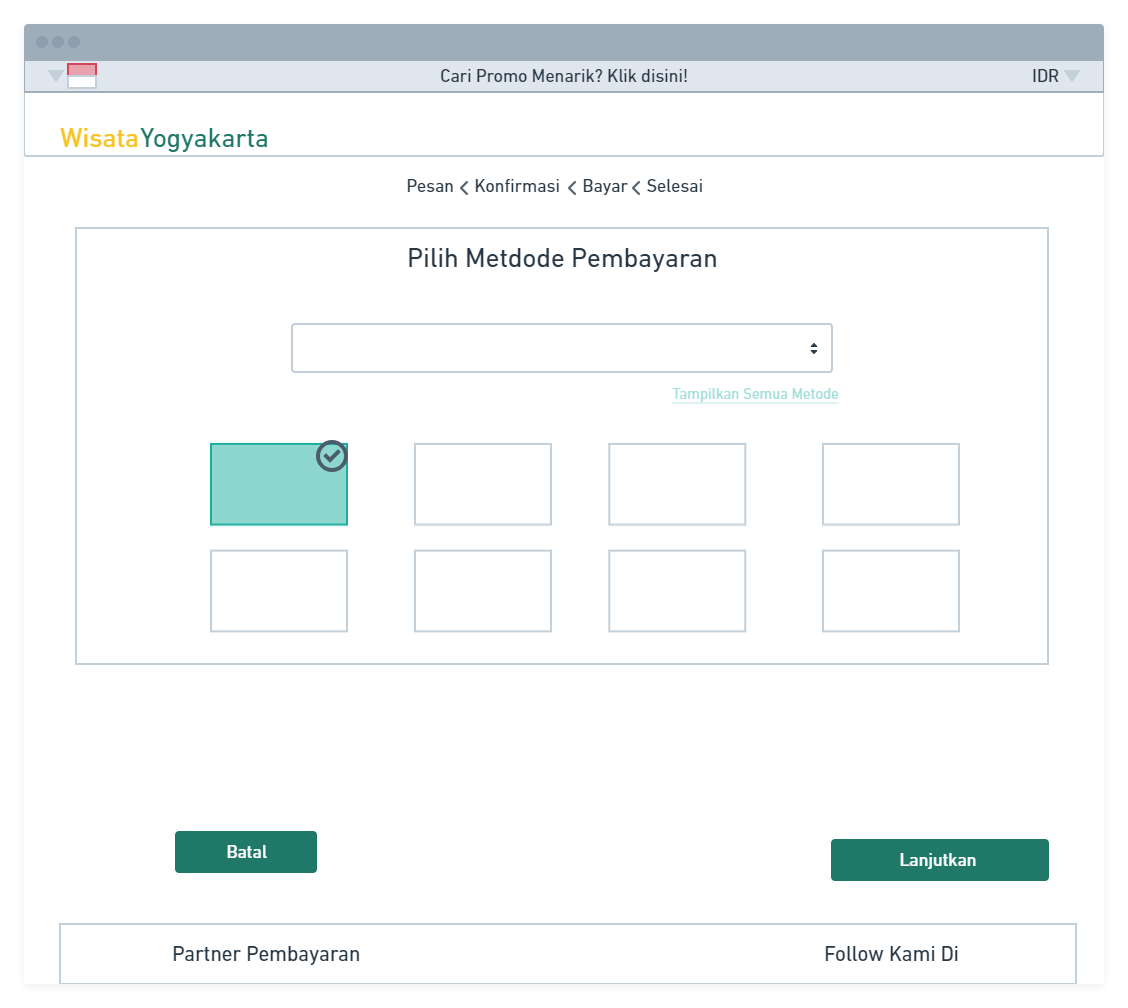 Cari Promo Menarik? Klik disini!
IDR
WisataYogyakarta
Pesan < Konfirmasi < Bayar < Selesai
Pilih Metdode Pembayaran
Tampilkan Semua Metode
Batal
Lanjutkan
Partner Pembayaran
Follow Kami Di